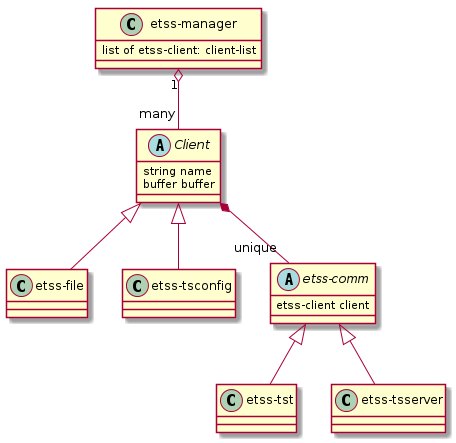 C etss-manager
list of etss-client: client-list
1
many
A Client
string name
buffer buffer
unique
C etss-file
C etss-tsconfig
A etss-comm
etss-client client
C etss-tst
C etss-tsserver